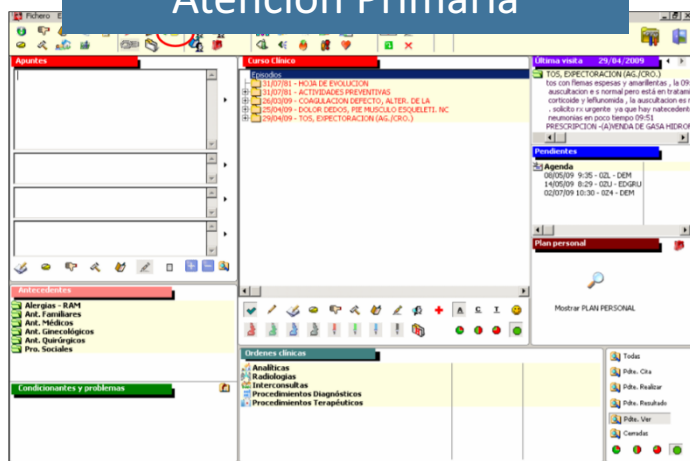 Atención Primaria
Fichero E
Apuntes
Curso Clínico
Episodos
31/07/81 - HOJA DE EVOLUCION
31/07/81 - ACTIVIDADES PREVENTIVAS
26/03/09 - COAGULACION DEFECTO, ALTER. DE LA
25/04/09 - DOLOR DEDOS, PIE MUSCULO ESQUELETI. NC
29/04/09 - TOS, EXPECTORACION (AG./CRO.)
Última visita 29/04/2009
TOS, EXPECTORACION (AG./CRO.)
tos con flemas espesas y amarillentas, la 09:
auscultacion e s normal pero está en tratami
corticoide y leflunomida , la auscultacion es n
. solicito rx urgente ya que hay natecedent
neumonias en poco tiempo 09:51
PRESCRIPCION -(A)VENDA DE GASA HIDROF
Pendientes
Agenda
08/05/09 9:35 - 0ZL - DEM
14/05/09 8:29 - 0ZU - EDGRU
02/07/09 10:30 - 0Z4 - DEM
Plan personal
Mostrar PLAN PERSONAL
Antecedentes
Alergias - RAM
Ant. Familiares
Ant. Médicos
Ant. Ginecológicos
Ant. Quirúrgicos
Pro. Sociales
Condicionantes y problemas
A C I
Ordenes clínicas
Analíticas
Radiologías
Interconsultas
Procedimientos Diagnósticos
Procedimientos Terapéuticos
Todas
Pdte. Cita
Pdte. Realizar
Pdte. Resultado
Pdte. Ver
Cerradas